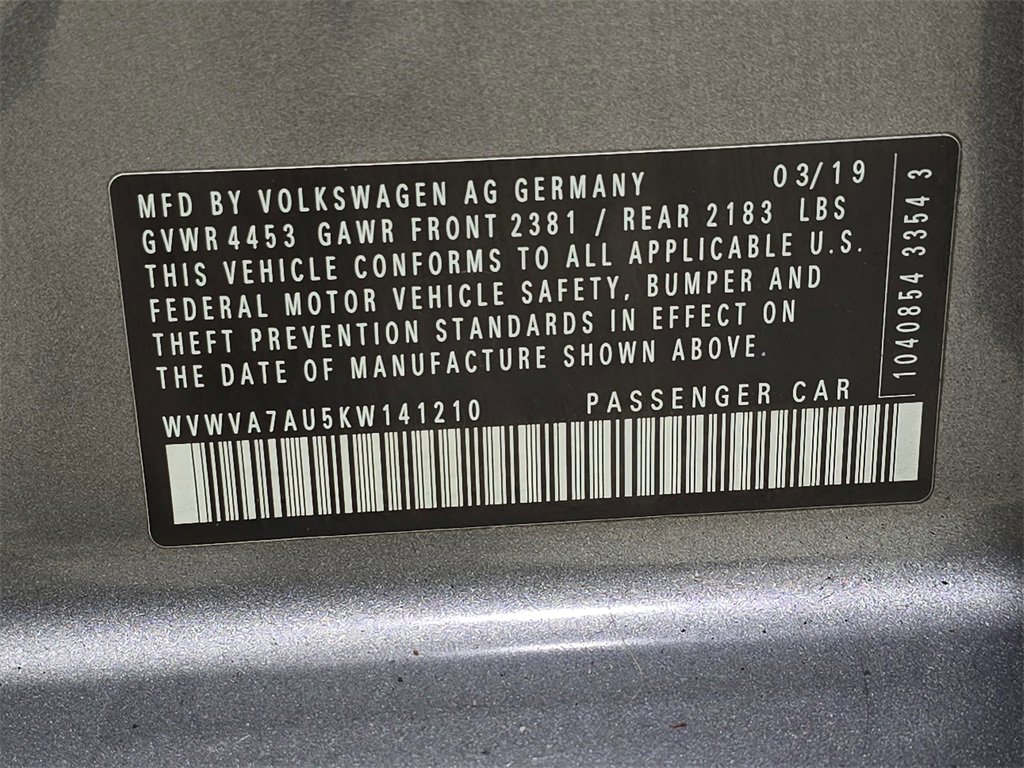 MFD BY VOLKSWAGEN AG GERMANY 03/19
GVWR 4453 GAWR FRONT 2381 / REAR 2183 LBS
THIS VEHICLE CONFORMS TO ALL APPLICABLE U.S.
FEDERAL MOTOR VEHICLE SAFETY, BUMPER AND
THEFT PREVENTION STANDARDS IN EFFECT ON
THE DATE OF MANUFACTURE SHOWN ABOVE.
WVWVA7AU5KW141210 PASSENGER CAR
1040854 33354 3